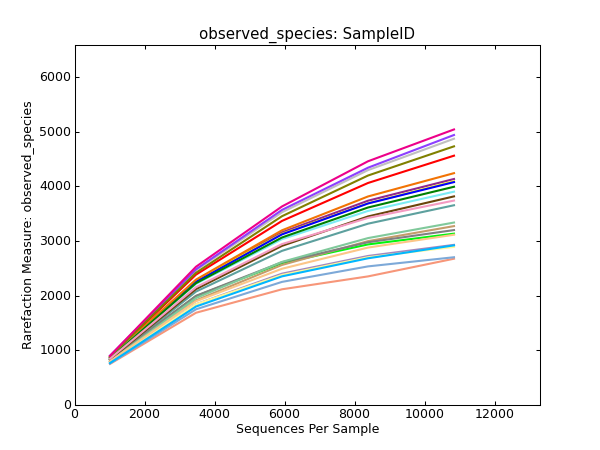 observed_species: SampleID
Rarefaction Measure: observed_species
6000
5000
4000
3000
2000
1000
0
0 2000 4000 6000 8000 10000 12000
Sequences Per Sample